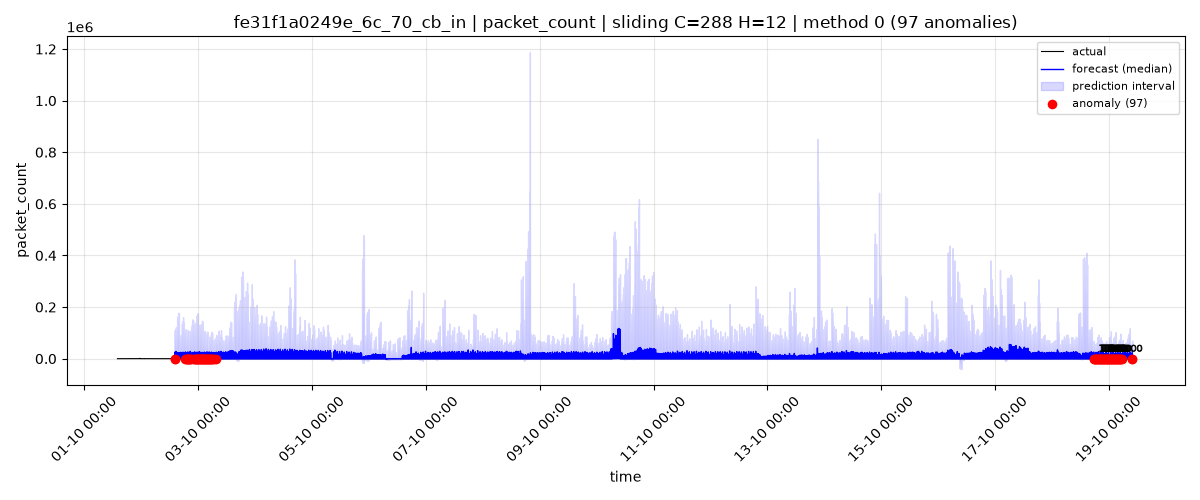 fe31f1a0249e_6c_70_cb_in | packet_count | sliding C=288 H=12 | method 0 (97 anomalies)
1e6
actual
forecast (median)
prediction interval
anomaly (97)
1.2
1.0
0.8
0.6
0.4
0.2
0.0
packet_count
01-10 00:00
03-10 00:00
05-10 00:00
07-10 00:00
09-10 00:00
11-10 00:00
13-10 00:00
15-10 00:00
17-10 00:00
19-10 00:00
time